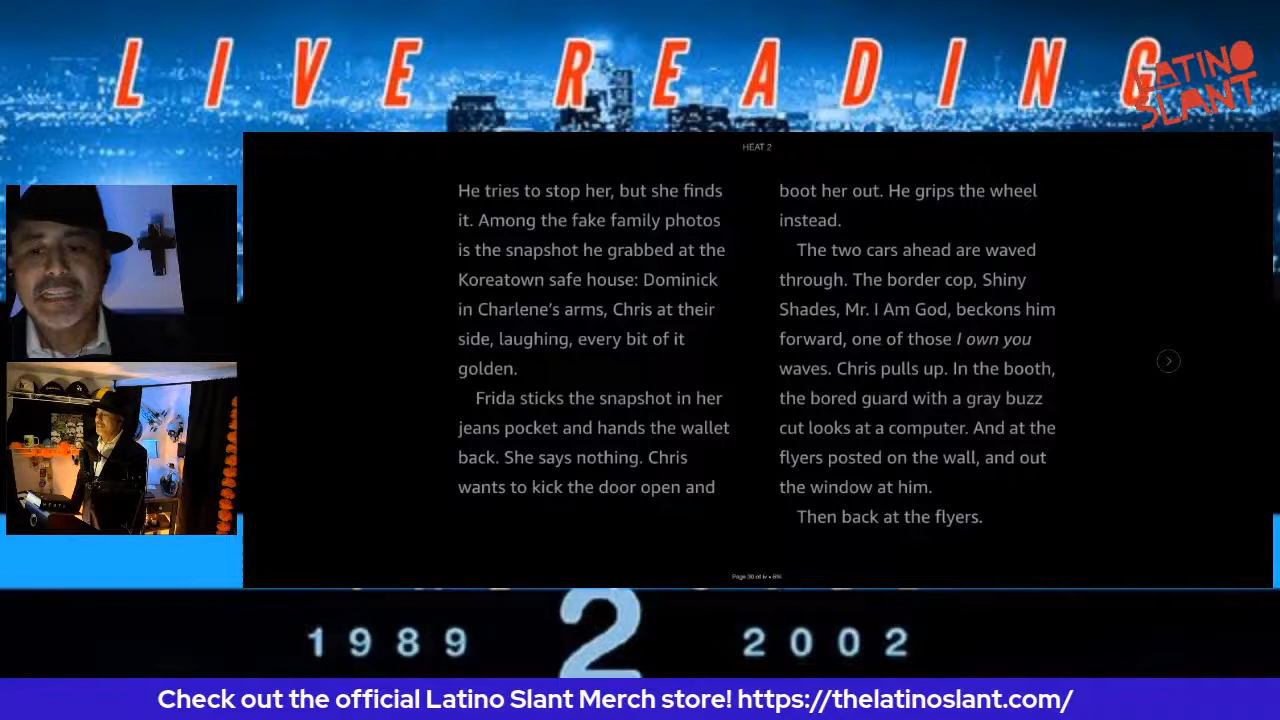 LIVE READING
LATINO
SLANT
HEAT 2
He tries to stop her, but she finds
it. Among the fake family photos
is the snapshot he grabbed at the
Koreatown safe house: Dominick
in Charlene’s arms, Chris at their
side, laughing, every bit of it
golden.
Frida sticks the snapshot in her
jeans pocket and hands the wallet
back. She says nothing. Chris
wants to kick the door open and
boot her out. He grips the wheel
instead.
The two cars ahead are waved
through. The border cop, Shiny
Shades, Mr. I Am God, beckons him
forward, one of those I own you
waves. Chris pulls up. In the booth,
the bored guard with a gray buzz
cut looks at a computer. And at the
flyers posted on the wall, and out
the window at him.
Then back at the flyers.
Page 30 of iv • 6%
1989 2 2002
Check out the official Latino Slant Merch store! https://thelatinoslant.com/